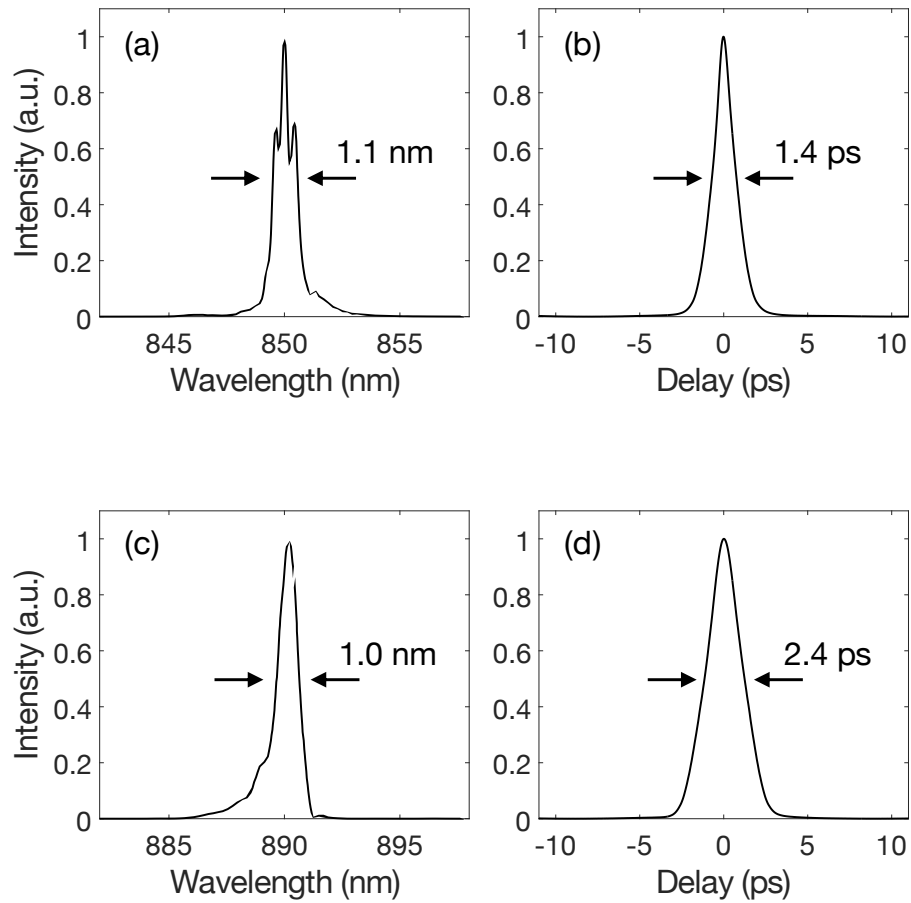 (a)
1.1 nm
Intensity (a.u.)
1
0.8
0.6
0.4
0.2
0
845
850
855
Wavelength (nm)
(b)
1.4 ps
1
0.8
0.6
0.4
0.2
0
-10
-5
0
5
10
Delay (ps)
(c)
1.0 nm
Intensity (a.u.)
1
0.8
0.6
0.4
0.2
0
885
890
895
Wavelength (nm)
(d)
2.4 ps
1
0.8
0.6
0.4
0.2
0
-10
-5
0
5
10
Delay (ps)